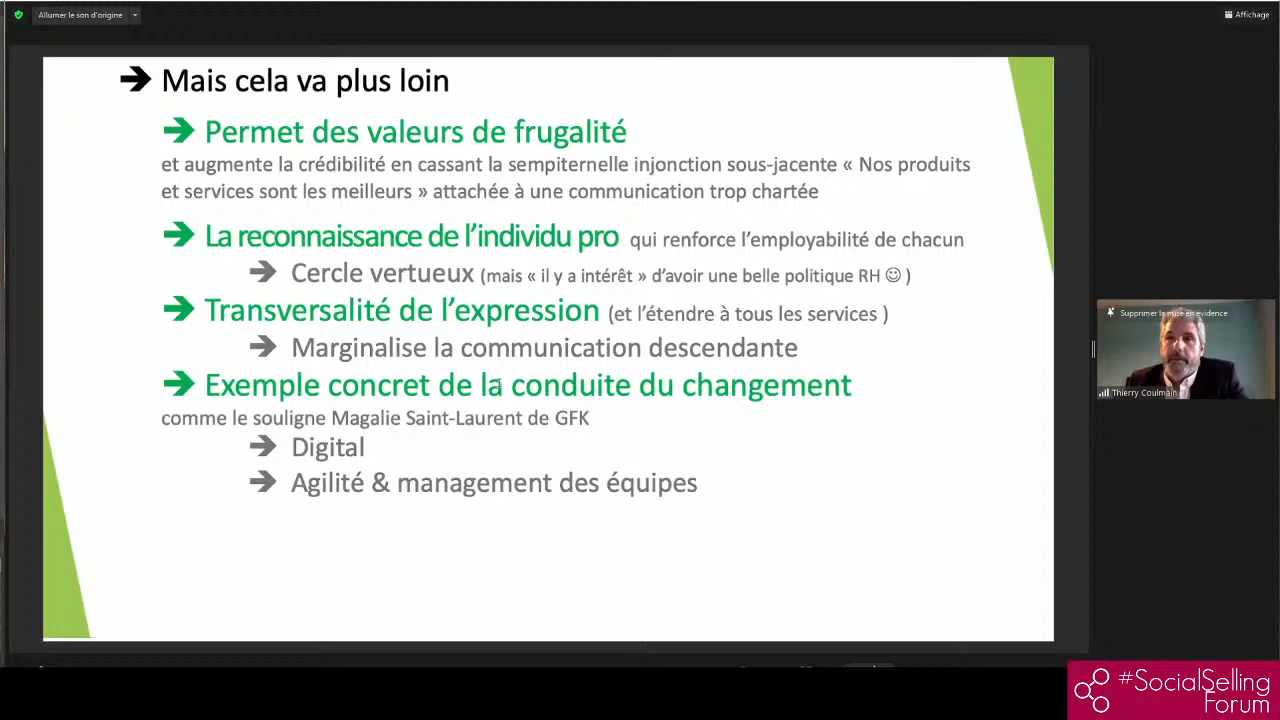 Allumer le son d'origine
Affichage
➔ Mais cela va plus loin
➔ Permet des valeurs de frugalité
et augmente la crédibilité en cassant la sempiternelle injonction sous-jacente « Nos produits
et services sont les meilleurs » attachée à une communication trop chartée
➔ La reconnaissance de l'individu pro qui renforce l'employabilité de chacun
➔ Cercle vertueux (mais « il y a intérêt » d'avoir une belle politique RH ☺ )
➔ Transversalité de l'expression (et l'étendre à tous les services )
➔ Marginalise la communication descendante
➔ Exemple concret de la conduite du changement
comme le souligne Magalie Saint-Laurent de GFK
➔ Digital
➔ Agilité & management des équipes
Supprimer la mise en évidence
Thierry Coulmain
#SocialSelling
Forum